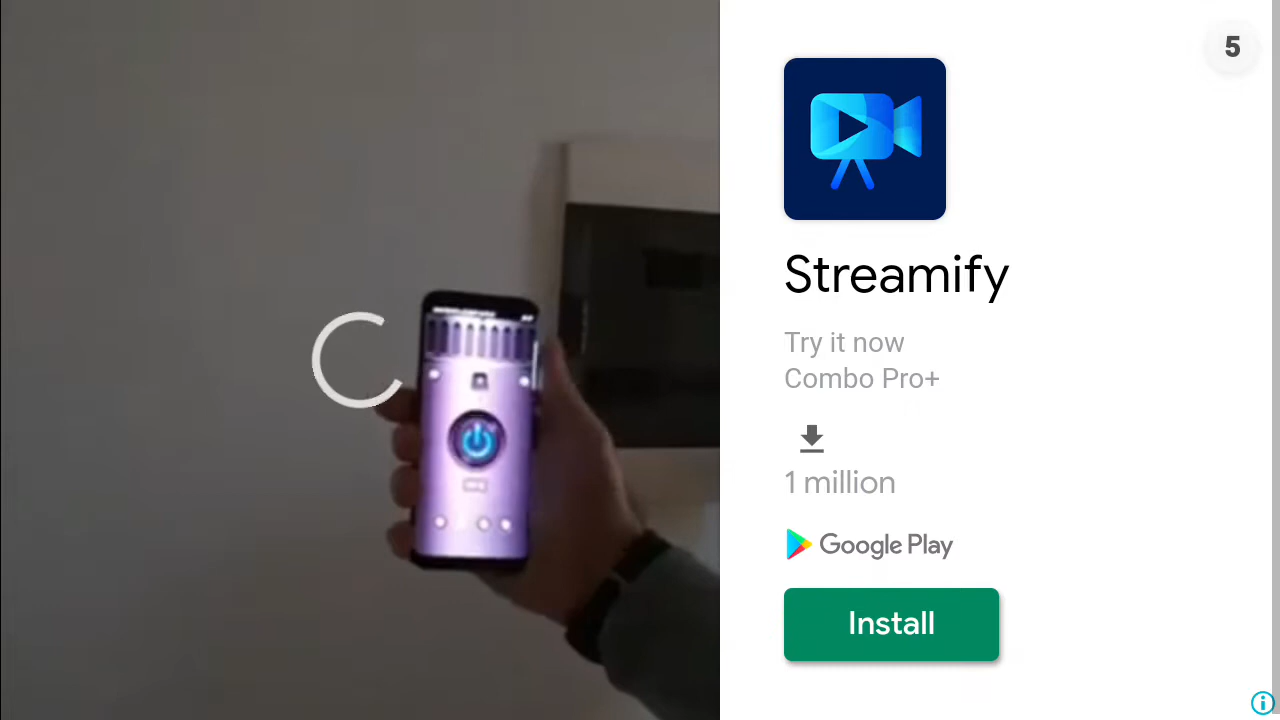 5
Streamify
Try it now
Combo Pro+
1 million
Google Play
Install